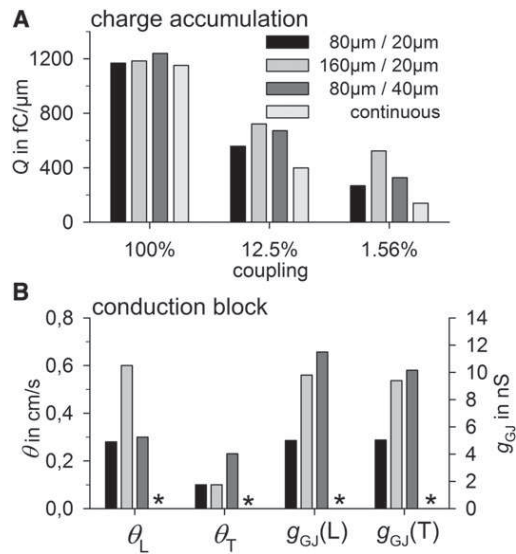 A charge accumulation
Q in fC/µm
1200
800
400
0
80µm / 20µm
160µm / 20µm
80µm / 40µm
continuous
100% 12.5% 1.56%
coupling
B conduction block
θ in cm/s
0,8
0,6
0,4
0,2
0,0
14
12
10
8
6
4
2
0
gGJ in nS
* * * *
θL θT gGJ(L) gGJ(T)